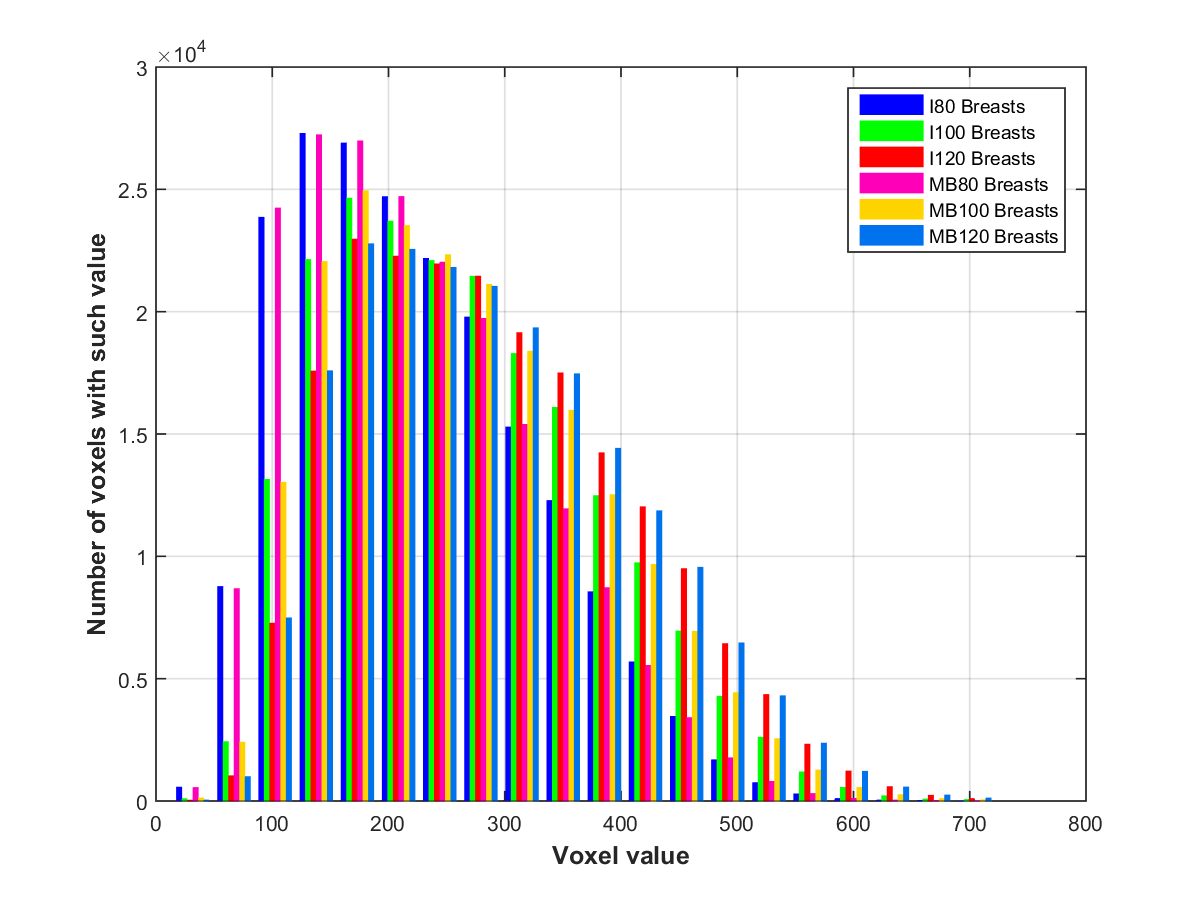 ×10^4
3
2.5
2
1.5
1
0.5
0
0 100 200 300 400 500 600 700 800
Number of voxels with such value
Voxel value
I80 Breasts
I100 Breasts
I120 Breasts
MB80 Breasts
MB100 Breasts
MB120 Breasts